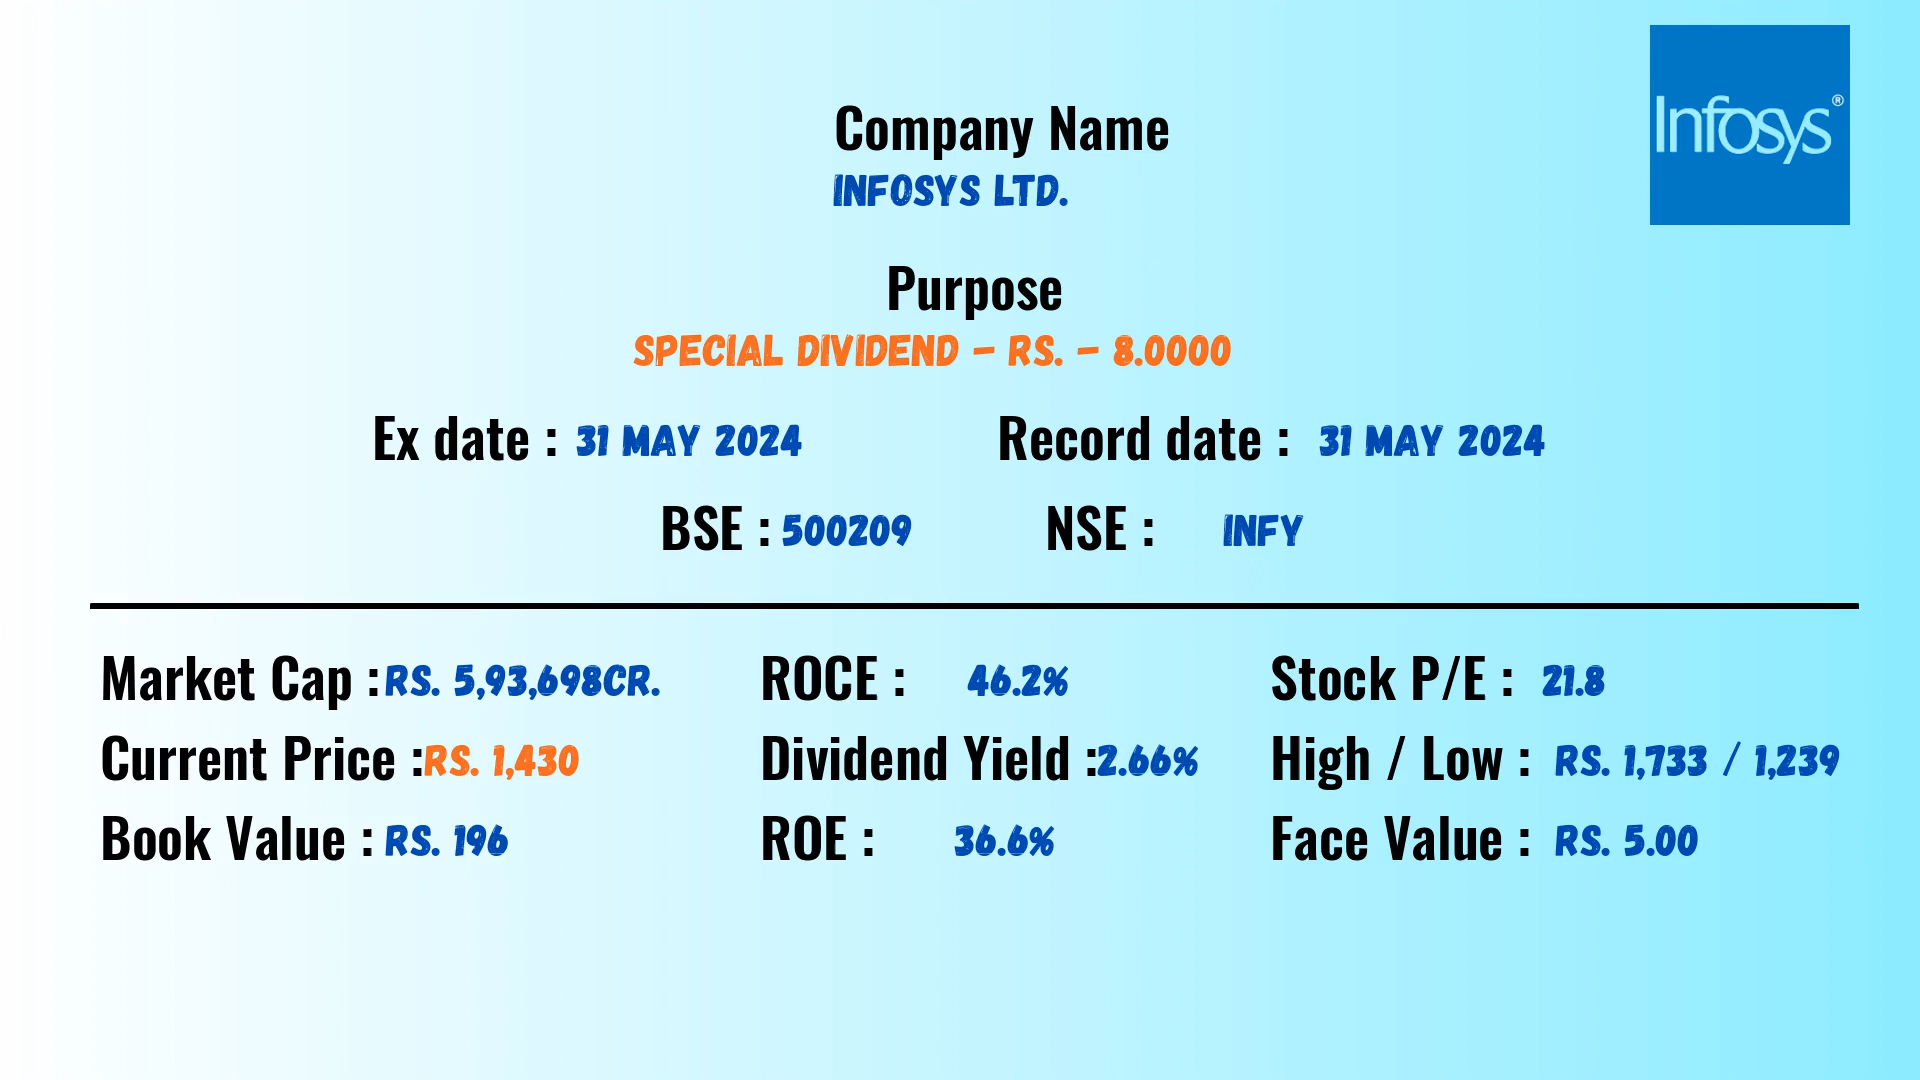 Infosys®
Company Name
INFOSYS LTD.
Purpose
SPECIAL DIVIDEND – RS. – 8.0000
Ex date : 31 MAY 2024 Record date : 31 MAY 2024
BSE : 500209 NSE : INFY
Market Cap : RS. 5,93,698CR. ROCE : 46.2% Stock P/E : 21.8
Current Price : RS. 1,430 Dividend Yield : 2.66% High / Low : RS. 1,733 / 1,239
Book Value : RS. 196 ROE : 36.6% Face Value : RS. 5.00